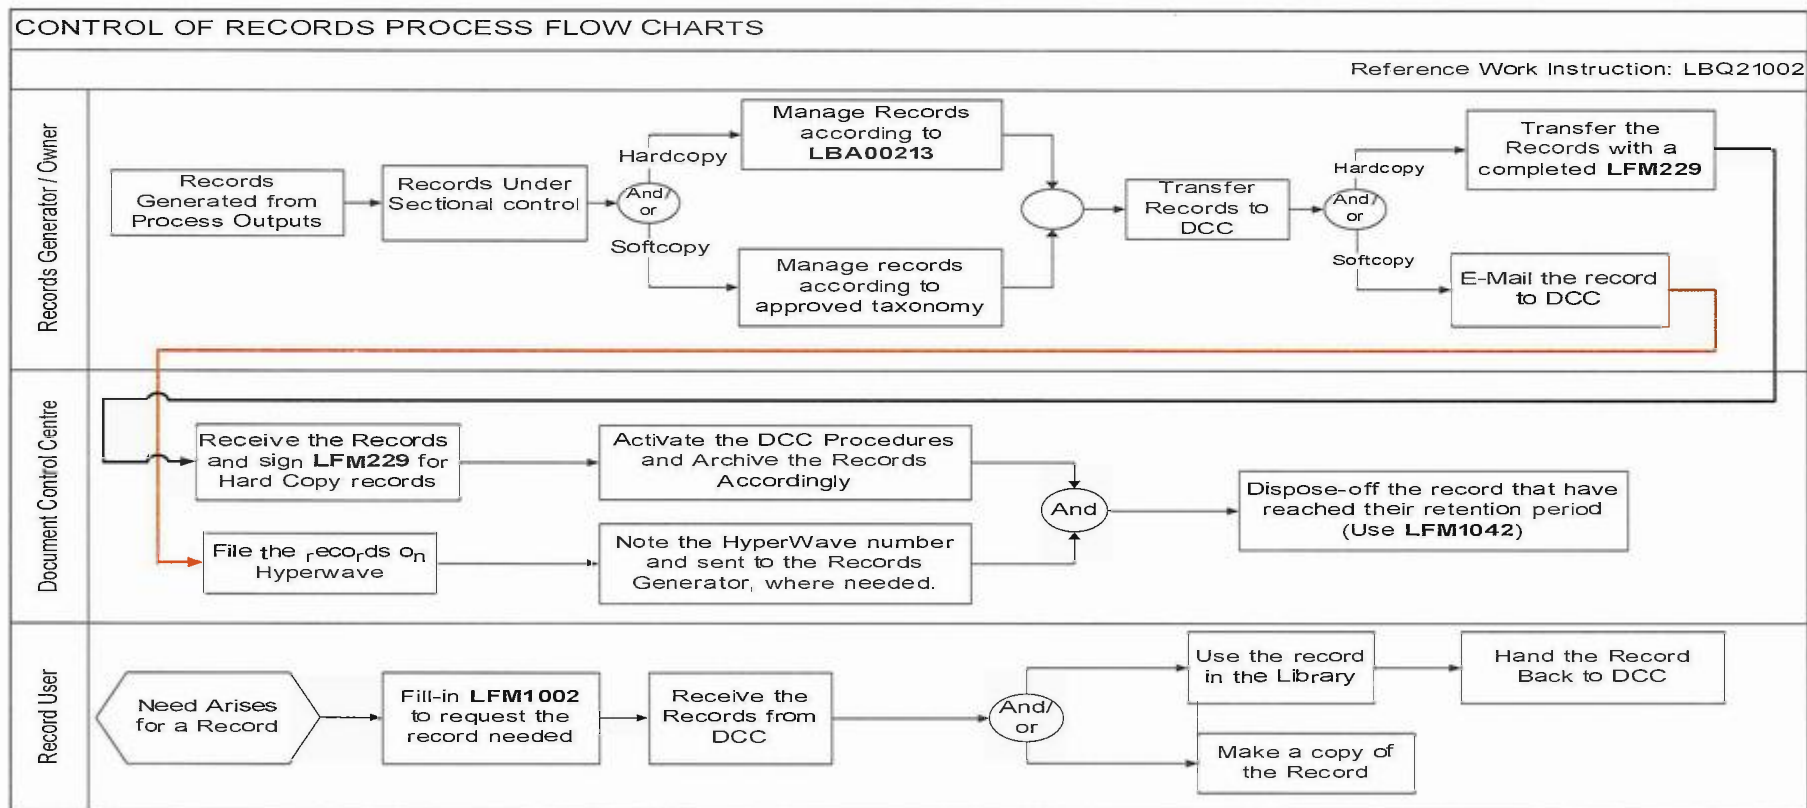 CONTROL OF RECORDS PROCESS FLOW CHARTS
Reference Work Instruction: LBQ21002
Records Generator / Owner
Records
Generated from
Process Outputs
Records Under
Sectional control
And/
or
Hardcopy
Softcopy
Manage Records
according to
LBA00213
Manage records
according to
approved taxonomy
Transfer
Records to
DCC
And/
or
Hardcopy
Softcopy
Transfer the
Records with a
completed LFM229
E-Mail the record
to DCC
Document Control Centre
Receive the Records
and sign LFM229 for
Hard Copy records
Activate the DCC Procedures
and Archive the Records
Accordingly
File the records on
Hyperwave
Note the HyperWave number
and sent to the Records
Generator, where needed.
And
Dispose-off the record that have
reached their retention period
(Use LFM1042)
Record User
Need Arises
for a Record
Fill-in LFM1002
to request the
record needed
Receive the
Records from
DCC
And/
or
Use the record
in the Library
Hand the Record
Back to DCC
Make a copy of
the Record